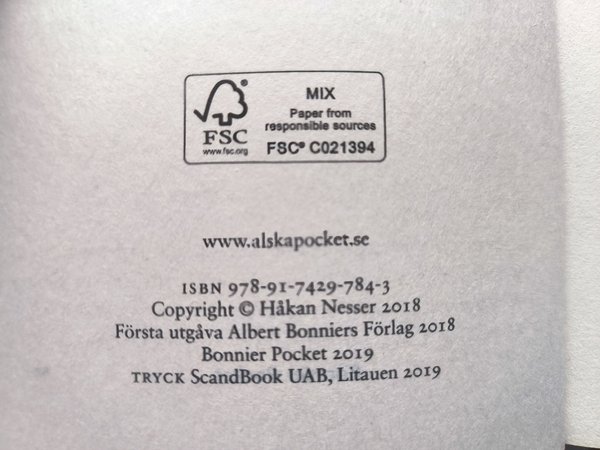 FSC
www.fsc.org
MIX
Paper from
responsible sources
FSC® C021394
www.alskapocket.se
ISBN 978-91-7429-784-3
Copyright © Håkan Nesser 2018
Första utgåva Albert Bonniers Förlag 2018
Bonnier Pocket 2019
TRYCK ScandBook UAB, Litauen 2019